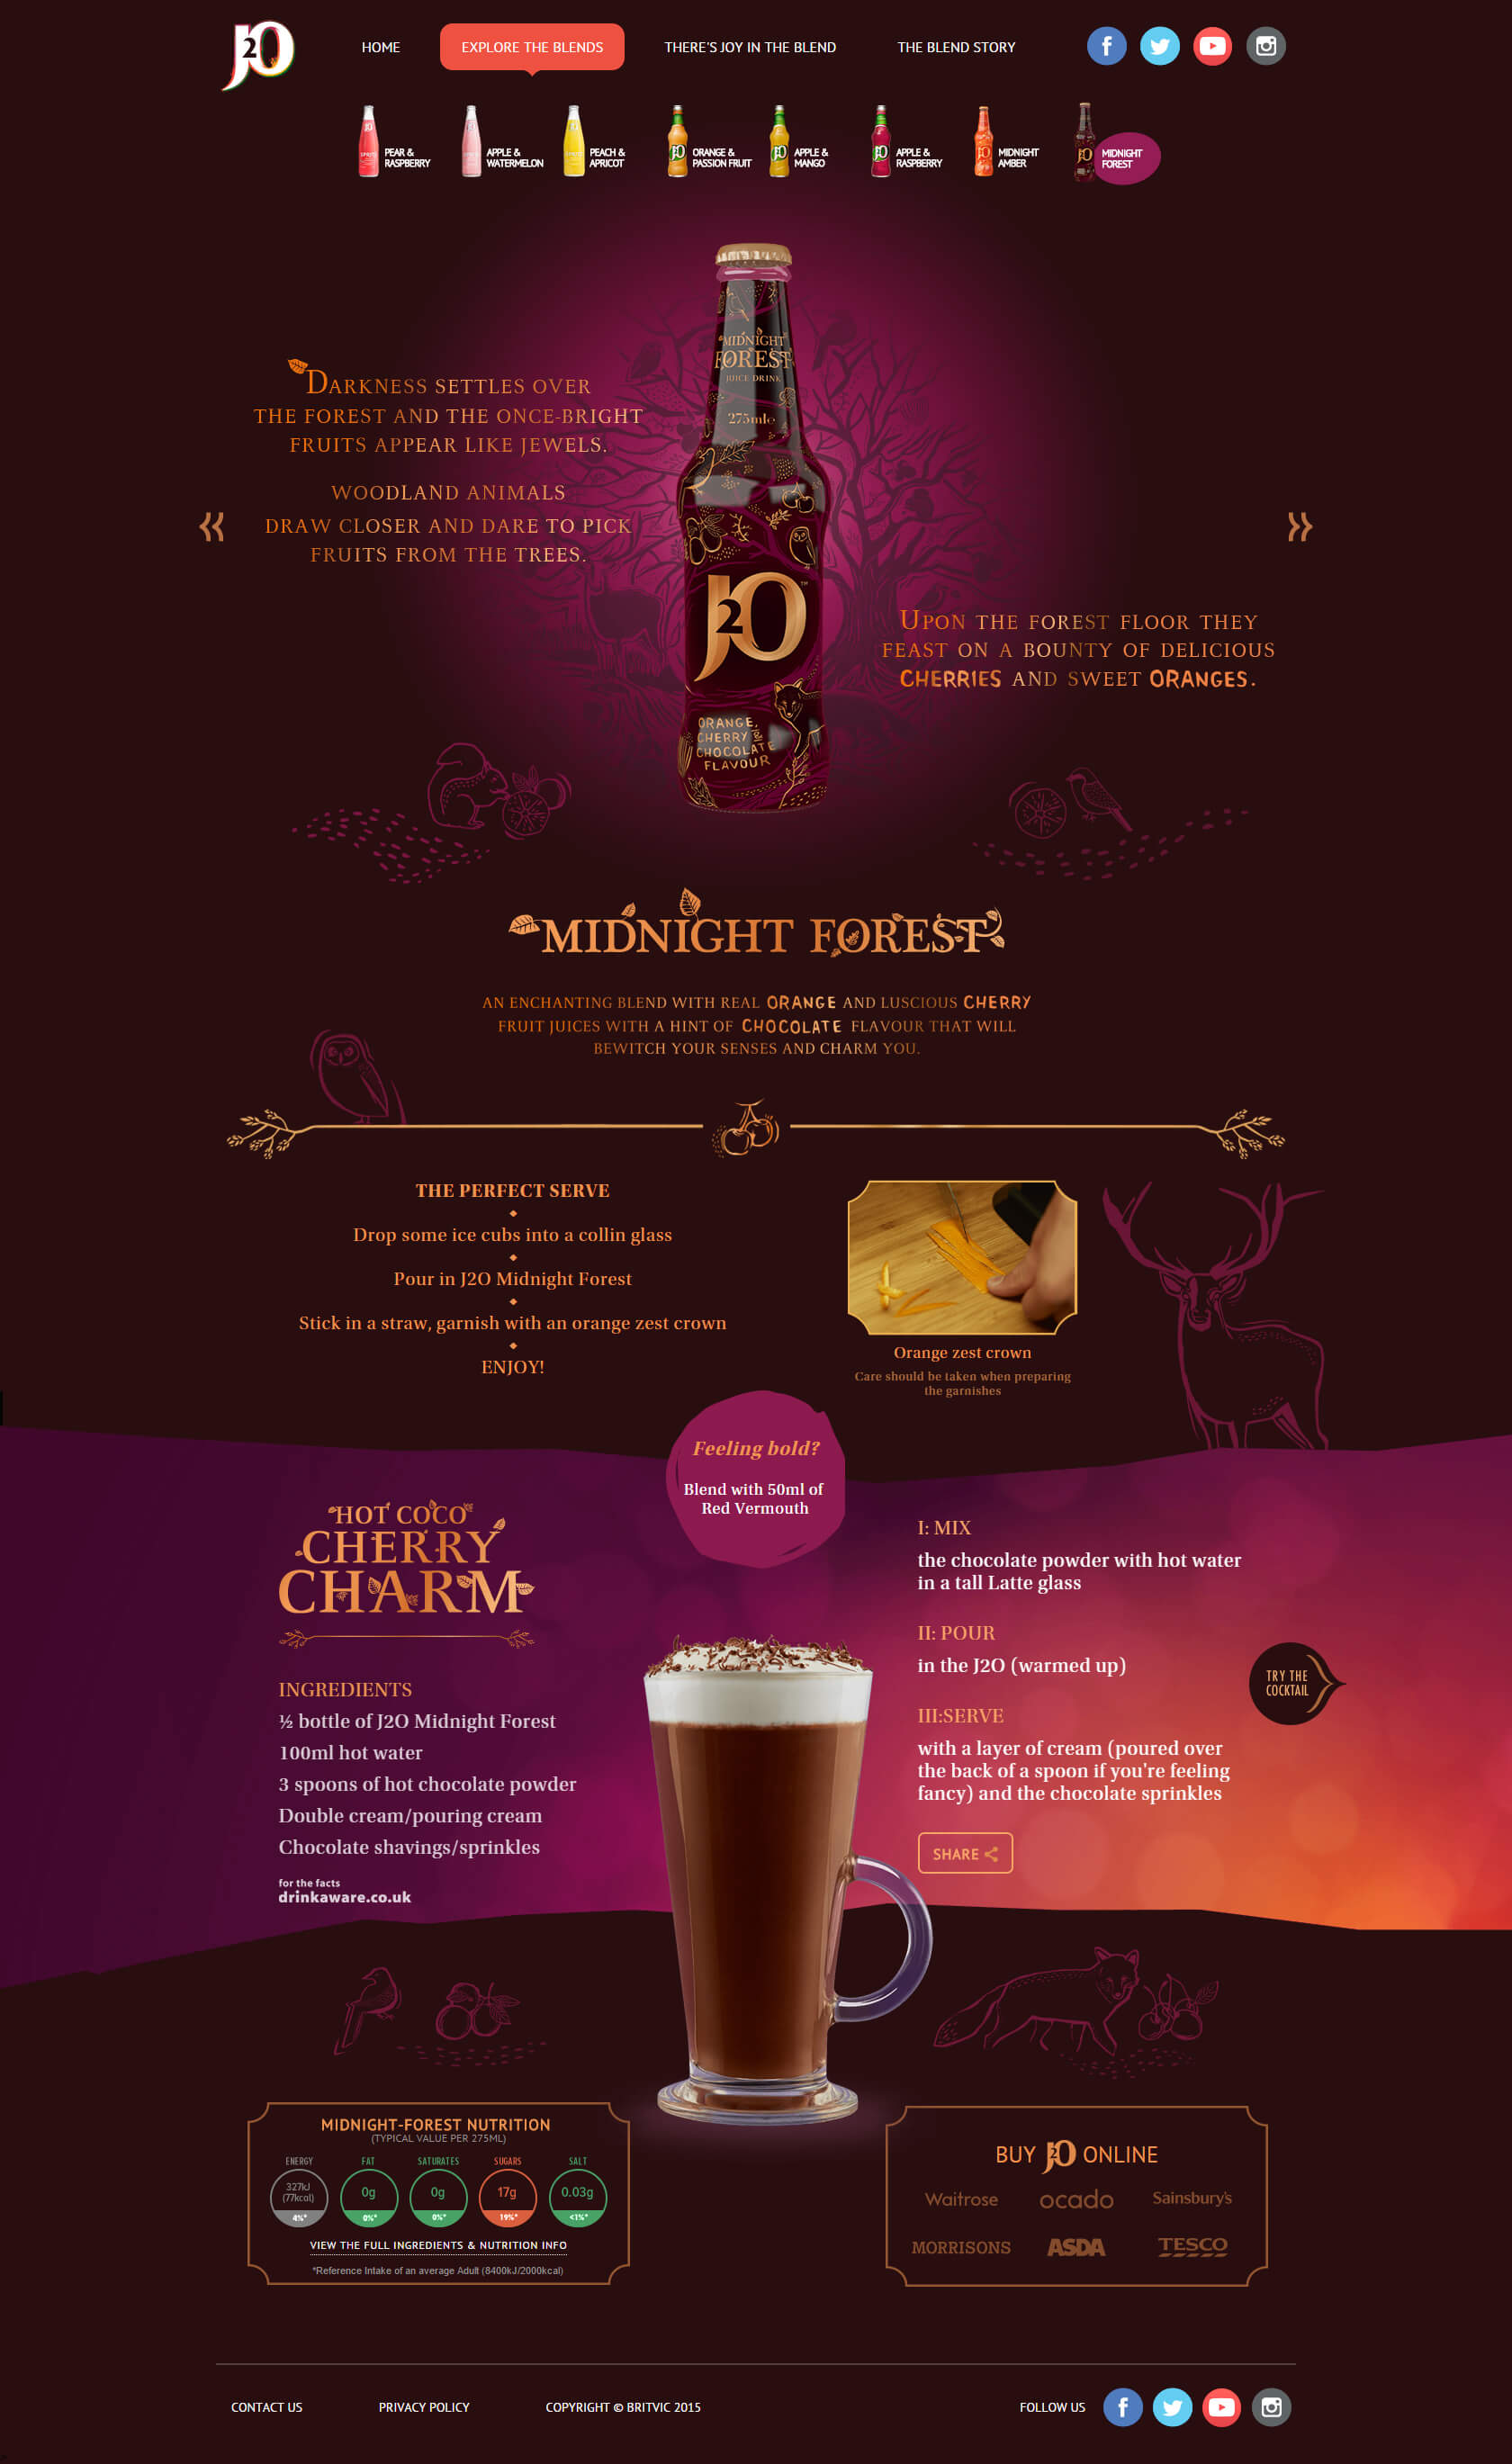 J2O
HOME
EXPLORE THE BLENDS
THERE'S JOY IN THE BLEND
THE BLEND STORY
PEAR &
RASPBERRY
APPLE &
WATERMELON
PEACH &
APRICOT
ORANGE &
PASSION FRUIT
APPLE &
MANGO
APPLE &
RASPBERRY
MIDNIGHT
AMBER
MIDNIGHT
FOREST
MIDNIGHT
FOREST
JUICE DRINK
275ml e
J2O
ORANGE,
CHERRY
CHOCOLATE
FLAVOUR
DARKNESS SETTLES OVER
THE FOREST AND THE ONCE-BRIGHT
FRUITS APPEAR LIKE JEWELS.
WOODLAND ANIMALS
DRAW CLOSER AND DARE TO PICK
FRUITS FROM THE TREES.
UPON THE FOREST FLOOR THEY
FEAST ON A BOUNTY OF DELICIOUS
CHERRIES AND SWEET ORANGES.
MIDNIGHT FOREST
AN ENCHANTING BLEND WITH REAL ORANGE AND LUSCIOUS CHERRY
FRUIT JUICES WITH A HINT OF CHOCOLATE FLAVOUR THAT WILL
BEWITCH YOUR SENSES AND CHARM YOU.
THE PERFECT SERVE
Drop some ice cubs into a collin glass
Pour in J2O Midnight Forest
Stick in a straw, garnish with an orange zest crown
ENJOY!
Orange zest crown
Care should be taken when preparing
the garnishes
Feeling bold?
Blend with 50ml of
Red Vermouth
HOT COCO
CHERRY
CHARM
INGREDIENTS
½ bottle of J2O Midnight Forest
100ml hot water
3 spoons of hot chocolate powder
Double cream/pouring cream
Chocolate shavings/sprinkles
for the facts
drinkaware.co.uk
I: MIX
the chocolate powder with hot water
in a tall Latte glass
II: POUR
in the J2O (warmed up)
III:SERVE
with a layer of cream (poured over
the back of a spoon if you're feeling
fancy) and the chocolate sprinkles
SHARE
TRY THE
COCKTAIL
MIDNIGHT-FOREST NUTRITION
(TYPICAL VALUE PER 275ML)
ENERGY FAT SATURATES SUGARS SALT
327kJ
(77kcal) 0g 0g 17g 0.03g
4%* 0%* 0%* 19%* <1%*
VIEW THE FULL INGREDIENTS & NUTRITION INFO
*Reference Intake of an average Adult (8400kJ/2000kcal)
BUY J2O ONLINE
Waitrose ocado Sainsbury's
MORRISONS ASDA TESCO
CONTACT US
PRIVACY POLICY
COPYRIGHT © BRITVIC 2015
FOLLOW US